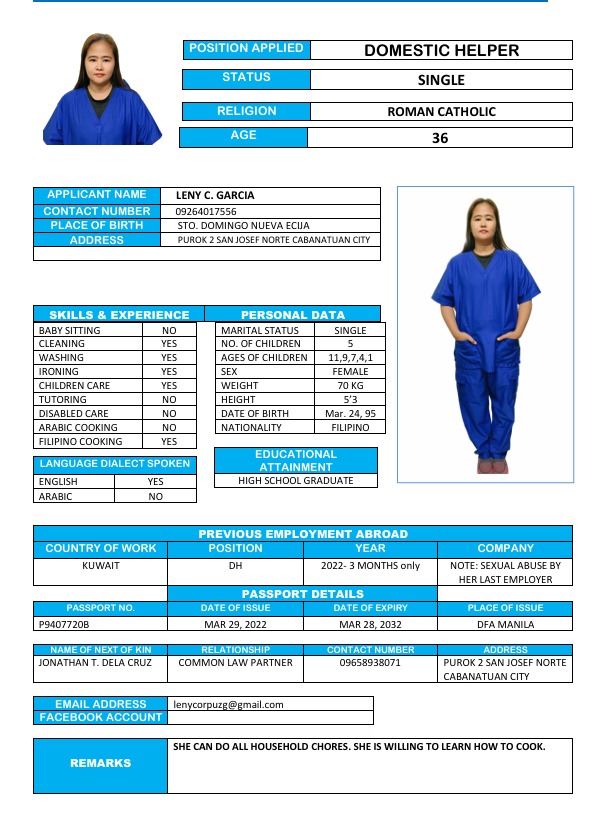 POSITION APPLIED DOMESTIC HELPER
STATUS SINGLE
RELIGION ROMAN CATHOLIC
AGE 36
APPLICANT NAME LENY C. GARCIA
CONTACT NUMBER 09264017556
PLACE OF BIRTH STO. DOMINGO NUEVA ECIJA
ADDRESS PUROK 2 SAN JOSEF NORTE CABANATUAN CITY
SKILLS & EXPERIENCE
BABY SITTING NO
CLEANING YES
WASHING YES
IRONING YES
CHILDREN CARE YES
TUTORING NO
DISABLED CARE NO
ARABIC COOKING NO
FILIPINO COOKING YES
LANGUAGE DIALECT SPOKEN
ENGLISH YES
ARABIC NO
PERSONAL DATA
MARITAL STATUS SINGLE
NO. OF CHILDREN 5
AGES OF CHILDREN 11,9,7,4,1
SEX FEMALE
WEIGHT 70 KG
HEIGHT 5'3
DATE OF BIRTH Mar. 24, 95
NATIONALITY FILIPINO
EDUCATIONAL
ATTAINMENT
HIGH SCHOOL GRADUATE
PREVIOUS EMPLOYMENT ABROAD
COUNTRY OF WORK POSITION YEAR COMPANY
KUWAIT DH 2022- 3 MONTHS only NOTE: SEXUAL ABUSE BY
HER LAST EMPLOYER
PASSPORT DETAILS
PASSPORT NO. DATE OF ISSUE DATE OF EXPIRY PLACE OF ISSUE
P9407720B MAR 29, 2022 MAR 28, 2032 DFA MANILA
NAME OF NEXT OF KIN RELATIONSHIP CONTACT NUMBER ADDRESS
JONATHAN T. DELA CRUZ COMMON LAW PARTNER 09658938071 PUROK 2 SAN JOSEF NORTE
CABANATUAN CITY
EMAIL ADDRESS lenycorpuzg@gmail.com
FACEBOOK ACCOUNT
REMARKS SHE CAN DO ALL HOUSEHOLD CHORES. SHE IS WILLING TO LEARN HOW TO COOK.